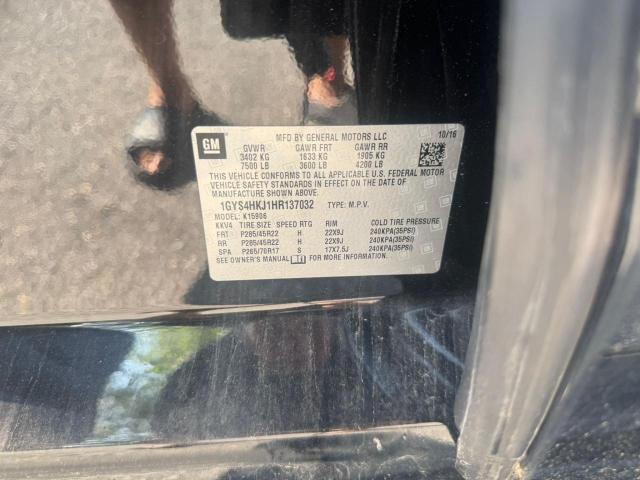 GM
MFD BY GENERAL MOTORS LLC 10/16
GVWR GAWR FRT GAWR RR
3402 KG 1633 KG 1905 KG
7500 LB 3600 LB 4200 LB
THIS VEHICLE CONFORMS TO ALL APPLICABLE U.S. FEDERAL MOTOR
VEHICLE SAFETY STANDARDS IN EFFECT ON THE DATE OF
MANUFACTURE SHOWN ABOVE.
1GYS4HKJ1HR137032 TYPE: M.P.V.
MODEL: K15906
KKV4 TIRE SIZE SPEED RTG RIM COLD TIRE PRESSURE
FRT P285/45R22 H 22X9J 240KPA(35PSI)
RR P285/45R22 H 22X9J 240KPA(35PSI)
SPA P265/70R17 S 17X7.5J 240KPA(35PSI)
SEE OWNER'S MANUAL FOR MORE INFORMATION.